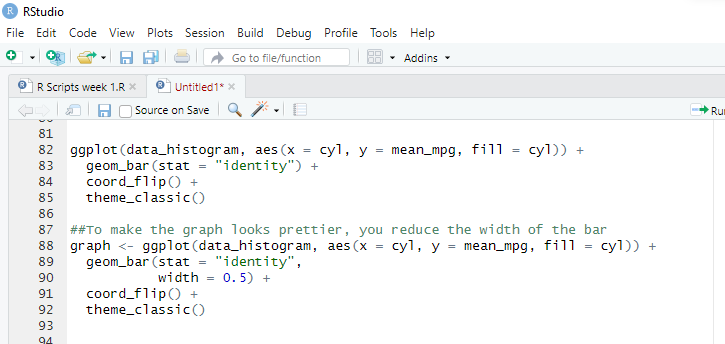 RStudio
File Edit Code View Plots Session Build Debug Profile Tools Help
Go to file/function Addins
R Scripts week 1.R × Untitled1* ×
Source on Save Run
81
82 ggplot(data_histogram, aes(x = cyl, y = mean_mpg, fill = cyl)) +
83   geom_bar(stat = "identity") +
84   coord_flip() +
85   theme_classic()
86
87 ##To make the graph looks prettier, you reduce the width of the bar
88 graph <- ggplot(data_histogram, aes(x = cyl, y = mean_mpg, fill = cyl)) +
89   geom_bar(stat = "identity",
90            width = 0.5) +
91   coord_flip() +
92   theme_classic()
93
94